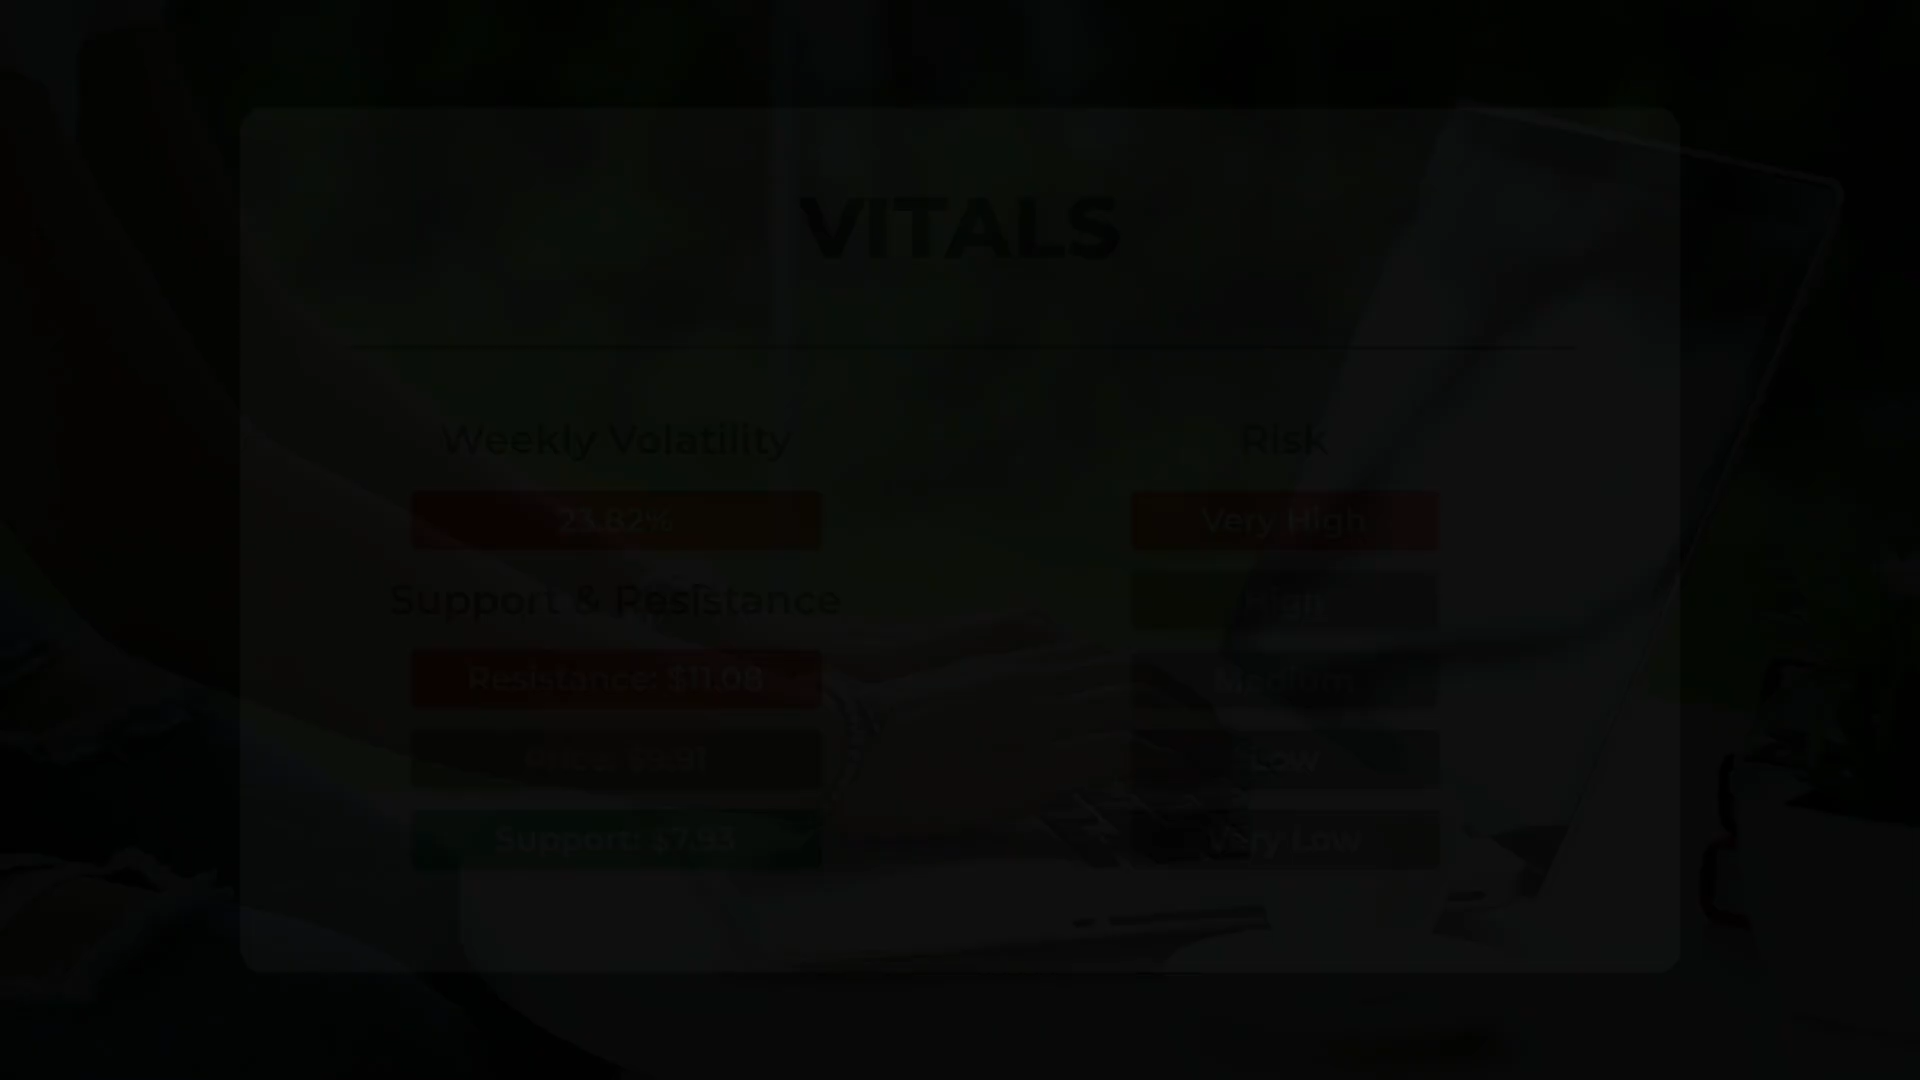 VITALS
Weekly Volatility
23.82%
Support & Resistance
Resistance: $11.08
Price:
Support: $7.93
Risk
Very High
High
Medium
Low
Very Low